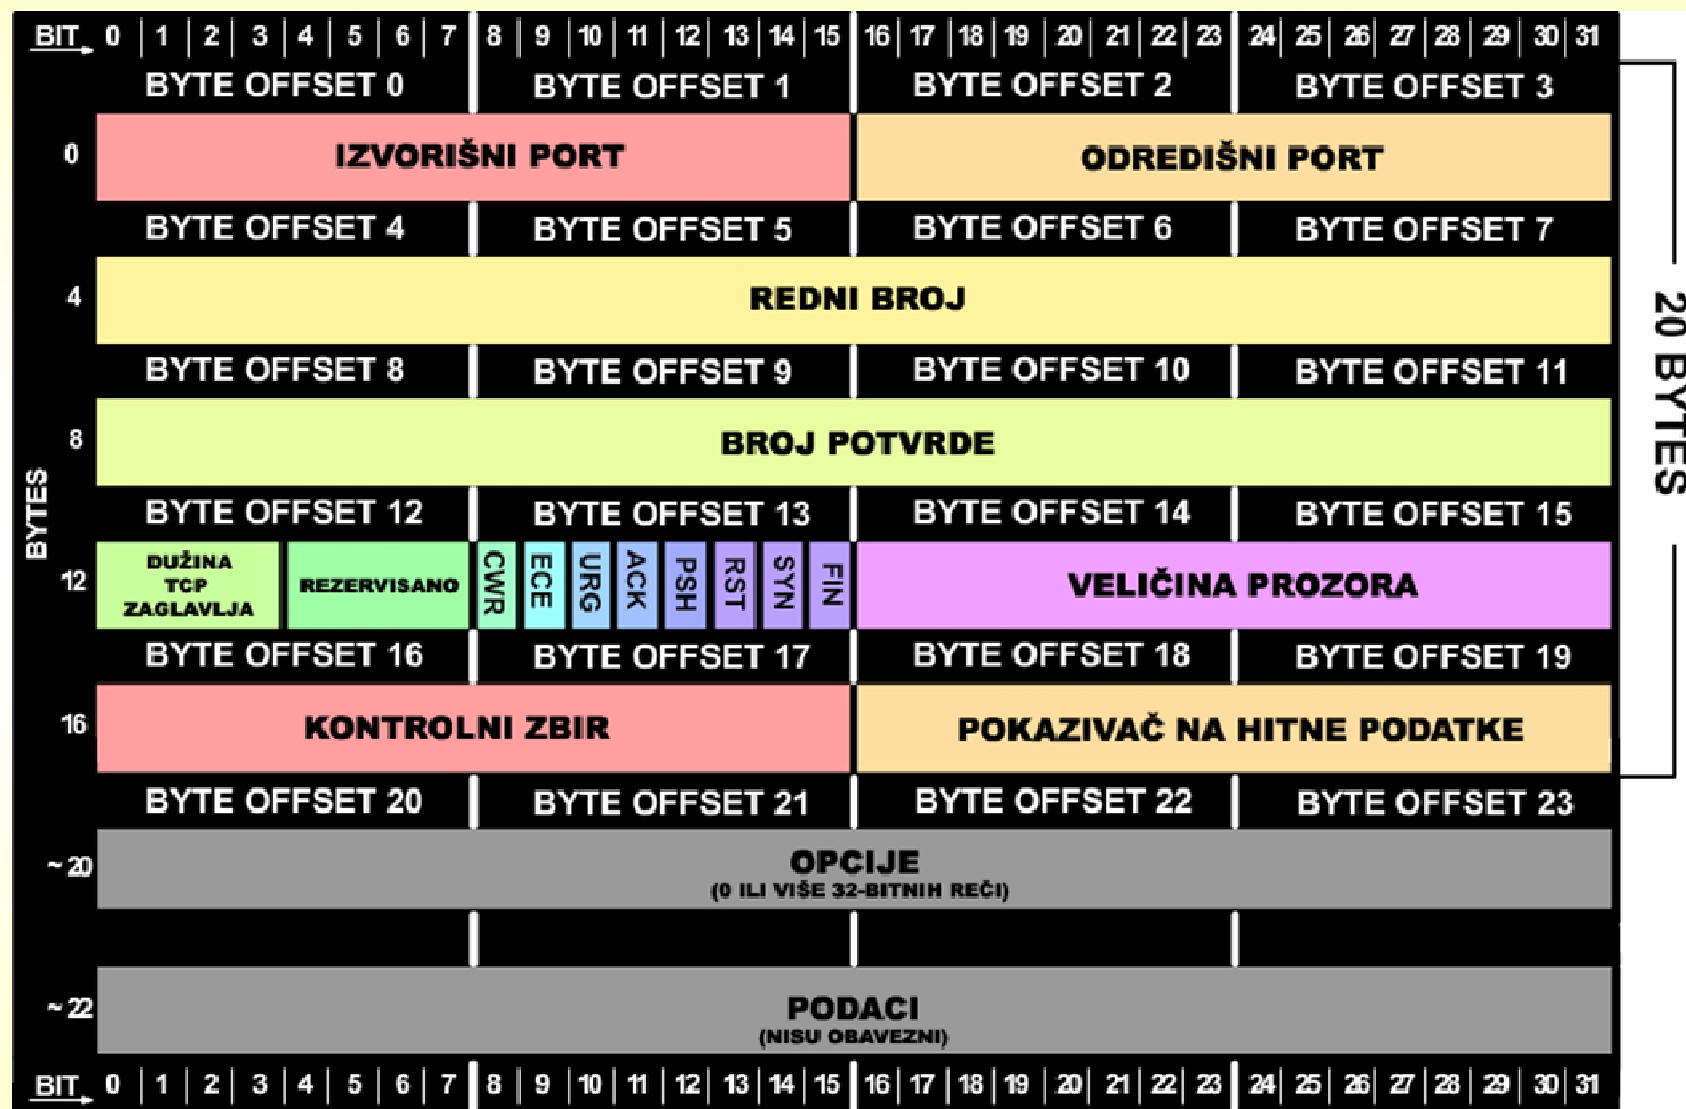 BIT 0 1 2 3 4 5 6 7 8 9 10 11 12 13 14 15 16 17 18 19 20 21 22 23 24 25 26 27 28 29 30 31
BYTE OFFSET 0 BYTE OFFSET 1 BYTE OFFSET 2 BYTE OFFSET 3
0 IZVORIŠNI PORT ODREDIŠNI PORT
BYTE OFFSET 4 BYTE OFFSET 5 BYTE OFFSET 6 BYTE OFFSET 7
4 REDNI BROJ
BYTE OFFSET 8 BYTE OFFSET 9 BYTE OFFSET 10 BYTE OFFSET 11
8 BROJ POTVRDE
BYTE OFFSET 12 BYTE OFFSET 13 BYTE OFFSET 14 BYTE OFFSET 15
12
DUŽINA
TCP
ZAGLAVLJA
REZERVISANO
CWR
ECE
URG
ACK
PSH
RST
SYN
FIN
VELIČINA PROZORA
BYTE OFFSET 16 BYTE OFFSET 17 BYTE OFFSET 18 BYTE OFFSET 19
16 KONTROLNI ZBIR POKAZIVAČ NA HITNE PODATKE
BYTE OFFSET 20 BYTE OFFSET 21 BYTE OFFSET 22 BYTE OFFSET 23
~20 OPCIJE
(0 ILI VIŠE 32-BITNIH REČI)
~22 PODACI
(NISU OBAVEZNI)
BIT 0 1 2 3 4 5 6 7 8 9 10 11 12 13 14 15 16 17 18 19 20 21 22 23 24 25 26 27 28 29 30 31
BYTES
20 BYTES